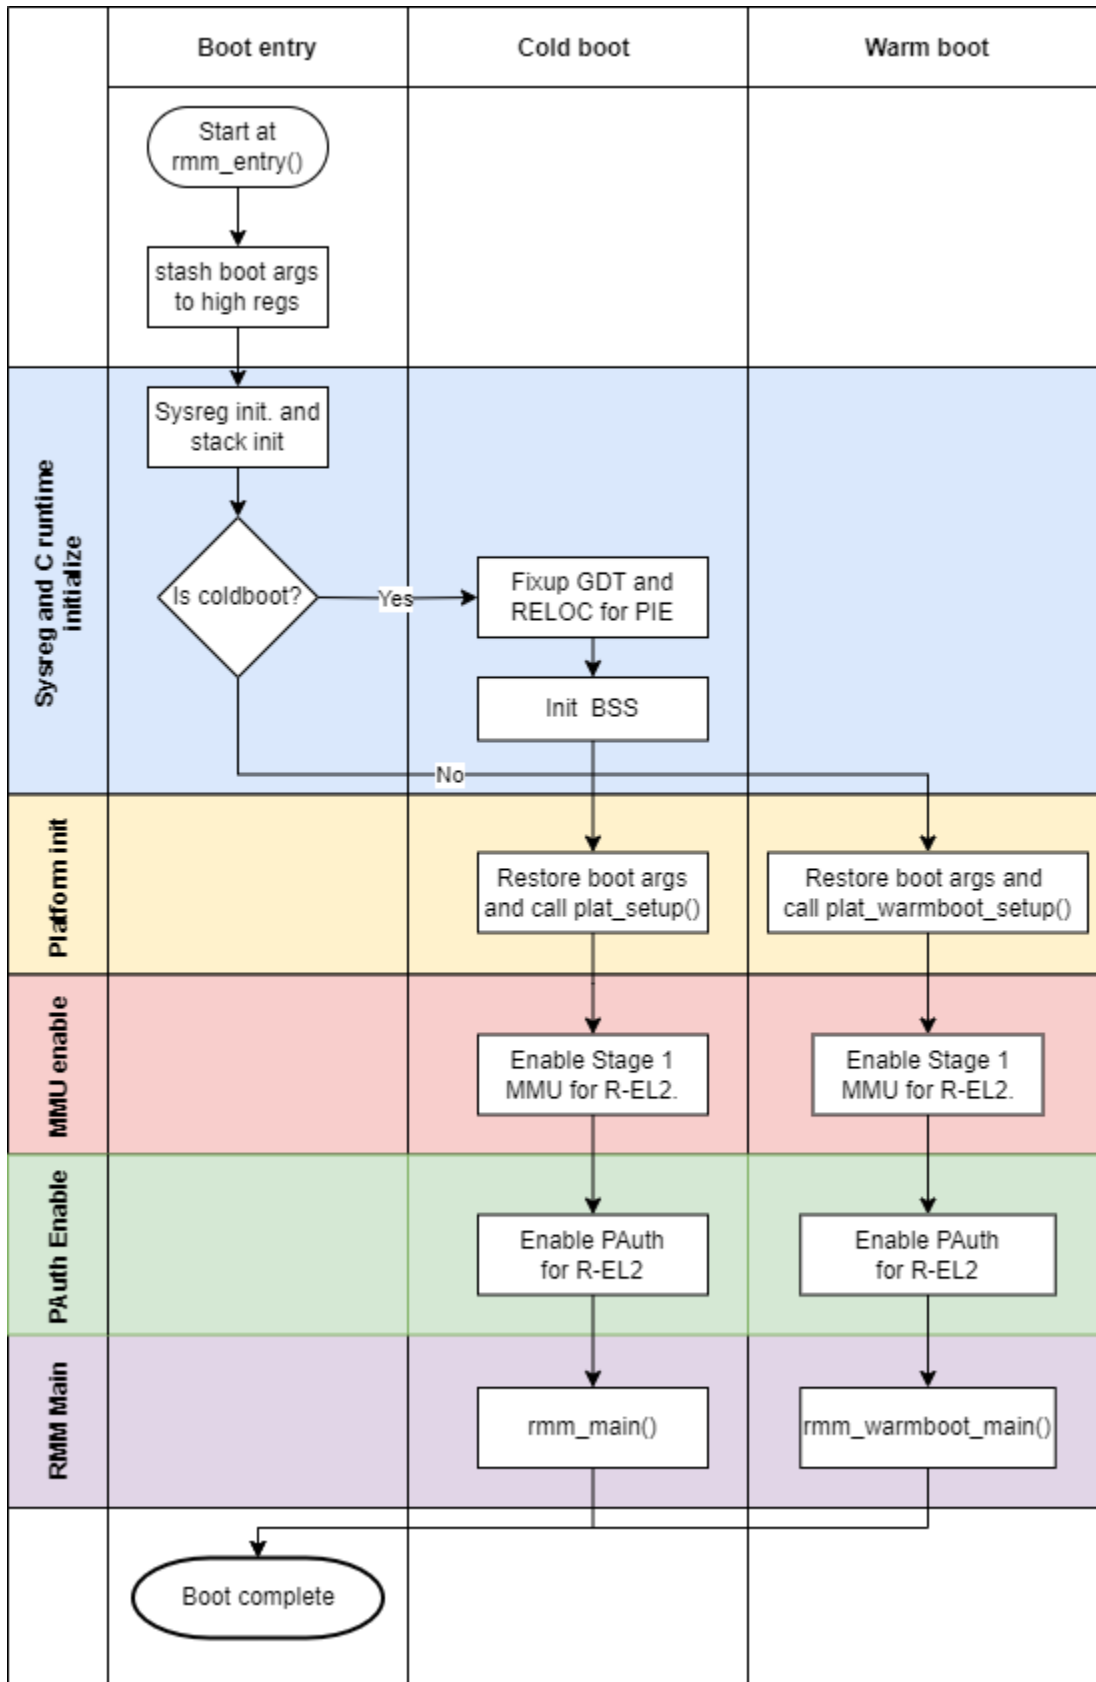 Boot entry
Cold boot
Warm boot
Start at
rmm_entry()
stash boot args
to high regs
Sysreg and C runtime
initialize
Sysreg init. and
stack init
Is coldboot?
Yes
Fixup GDT and
RELOC for PIE
Init BSS
No
Platform init
Restore boot args
and call plat_setup()
Restore boot args and
call plat_warmboot_setup()
MMU enable
Enable Stage 1
MMU for R-EL2.
Enable Stage 1
MMU for R-EL2.
PAuth Enable
Enable PAuth
for R-EL2
Enable PAuth
for R-EL2
RMM Main
rmm_main()
rmm_warmboot_main()
Boot complete